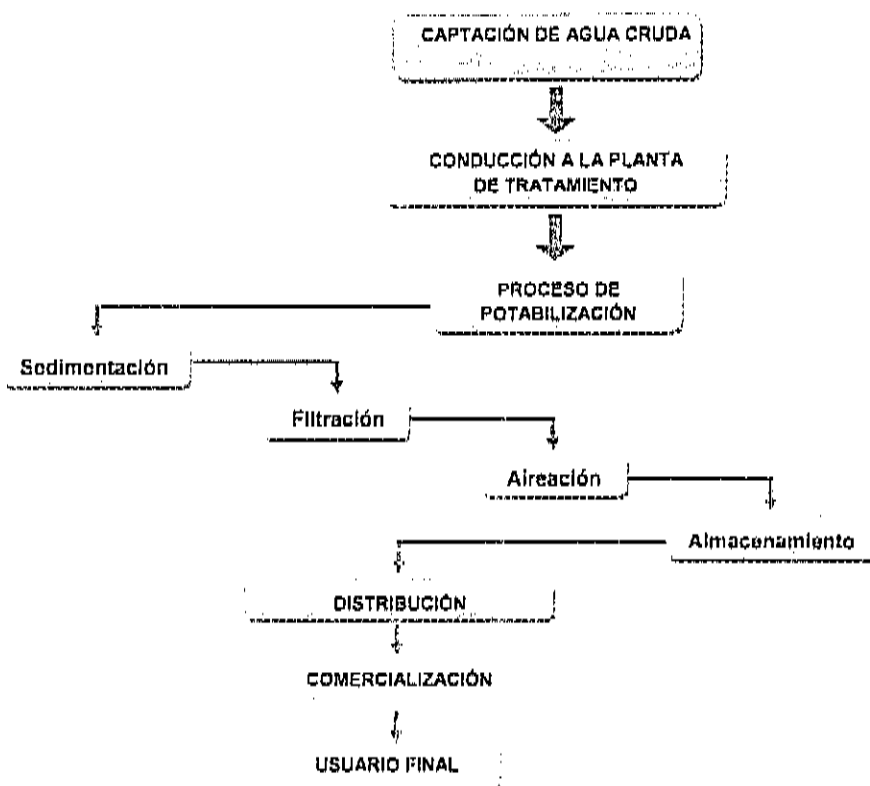 CAPTACIÓN DE AGUA CRUDA
CONDUCCIÓN A LA PLANTA
DE TRATAMIENTO
PROCESO DE
POTABILIZACIÓN
Sedimentación
Filtración
Aireación
Almacenamiento
DISTRIBUCIÓN
COMERCIALIZACIÓN
USUARIO FINAL